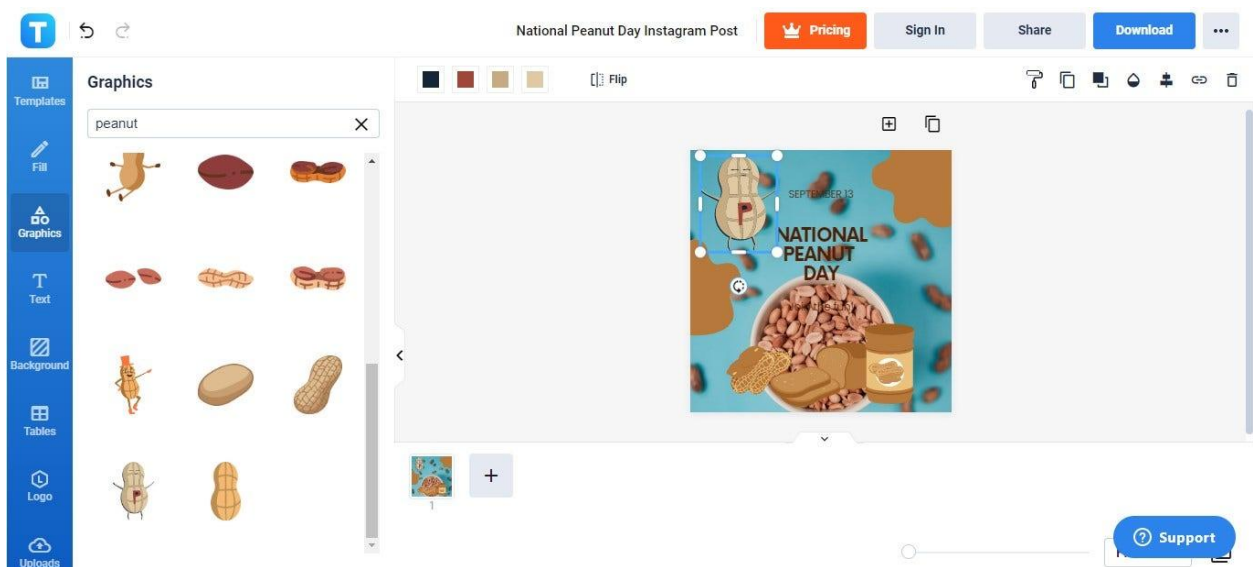 T
National Peanut Day Instagram Post
Pricing
Sign In
Share
Download
Templates
Fill
Graphics
Text
Background
Tables
Logo
Uploads
Graphics
peanut
Flip
SEPTEMBER 13
NATIONAL
PEANUT
DAY
1
Support